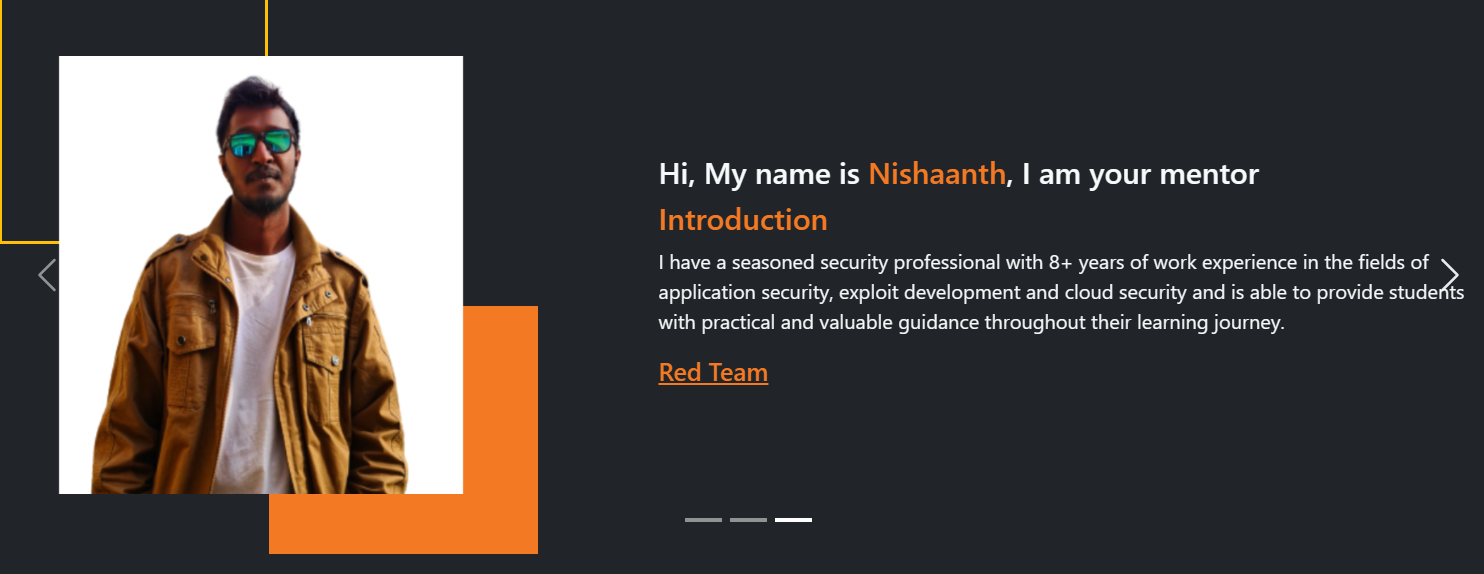 Hi, My name is Nishaanth, I am your mentor
Introduction
I have a seasoned security professional with 8+ years of work experience in the fields of
application security, exploit development and cloud security and is able to provide students
with practical and valuable guidance throughout their learning journey.
Red Team